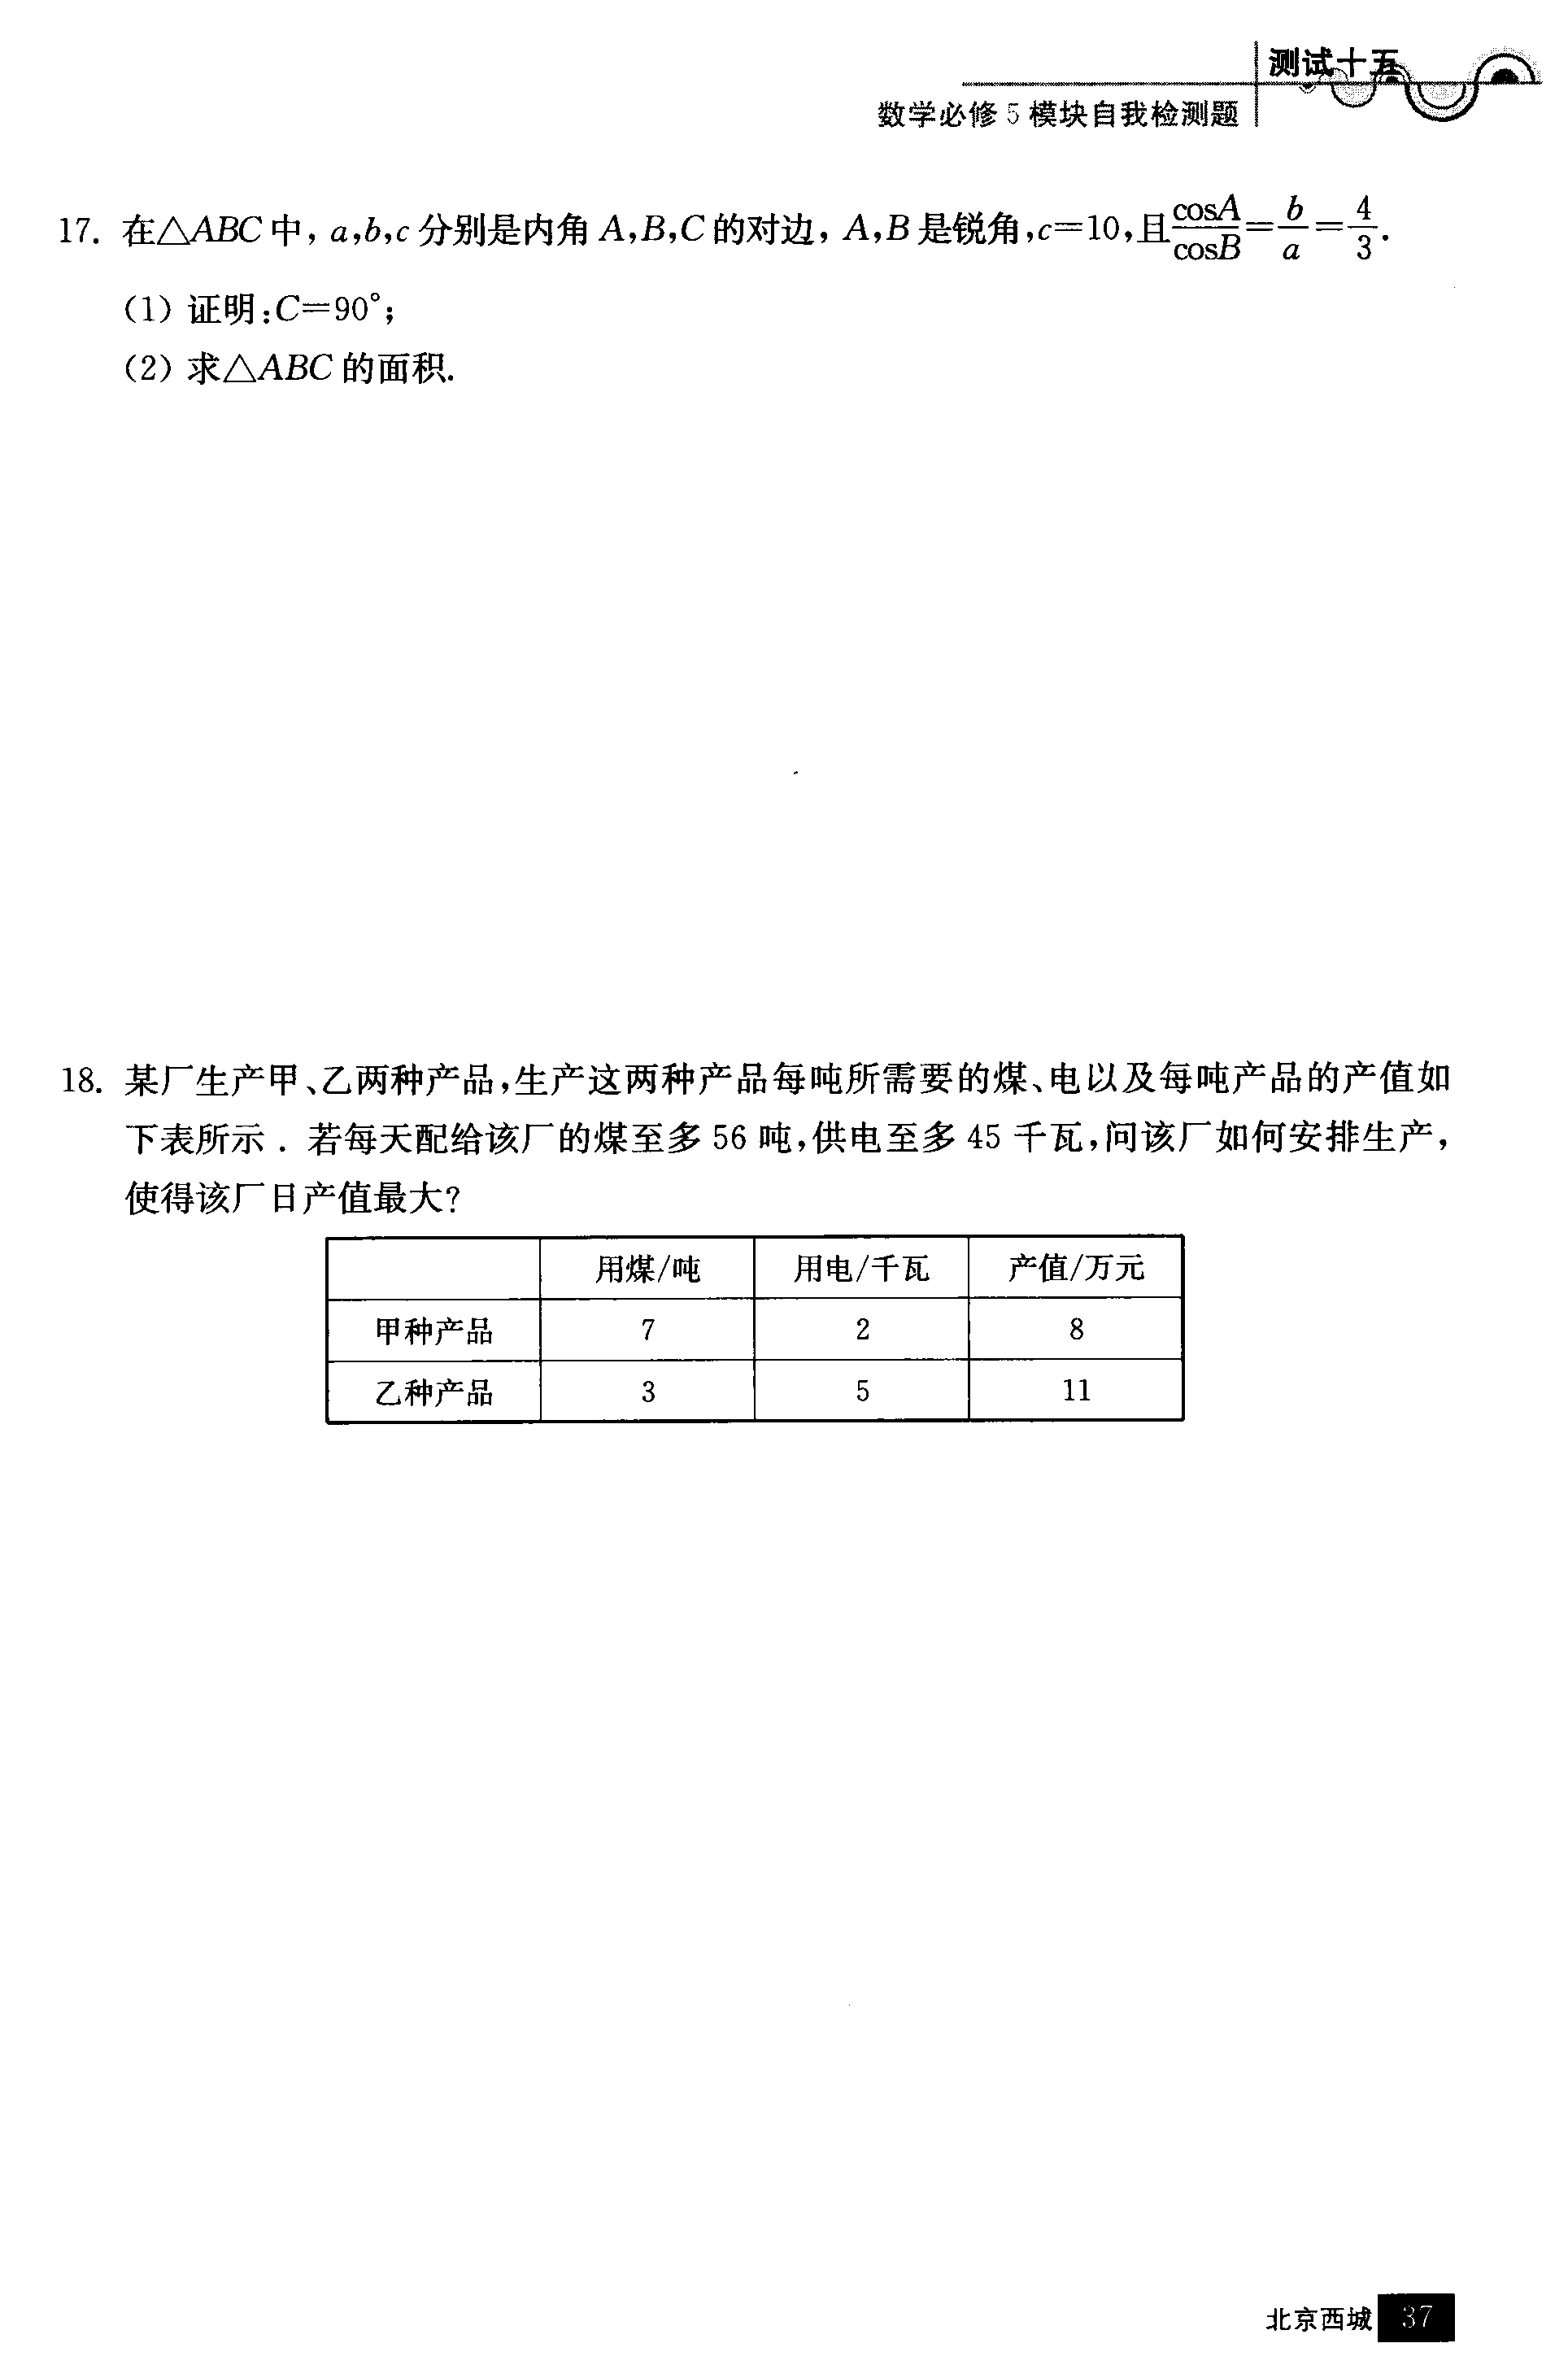 测试十五
数学必修5模块自我检测题
17. 在△ABC中，a,b,c分别是内角A,B,C的对边，A,B是锐角,c=10,且cosA/cosB=b/a=4/3.
(1) 证明:C=90°;
(2) 求△ABC的面积.
18. 某厂生产甲、乙两种产品,生产这两种产品每吨所需要的煤、电以及每吨产品的产值如
下表所示．若每天配给该厂的煤至多56吨,供电至多45千瓦,问该厂如何安排生产,
使得该厂日产值最大?
用煤/吨 用电/千瓦 产值/万元
甲种产品 7 2 8
乙种产品 3 5 11
北京西城 37